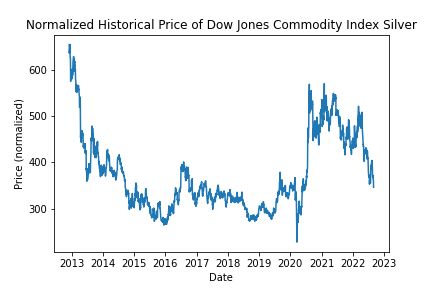 Normalized Historical Price of Dow Jones Commodity Index Silver
Price (normalized)
600
500
400
300
2013 2014 2015 2016 2017 2018 2019 2020 2021 2022 2023
Date